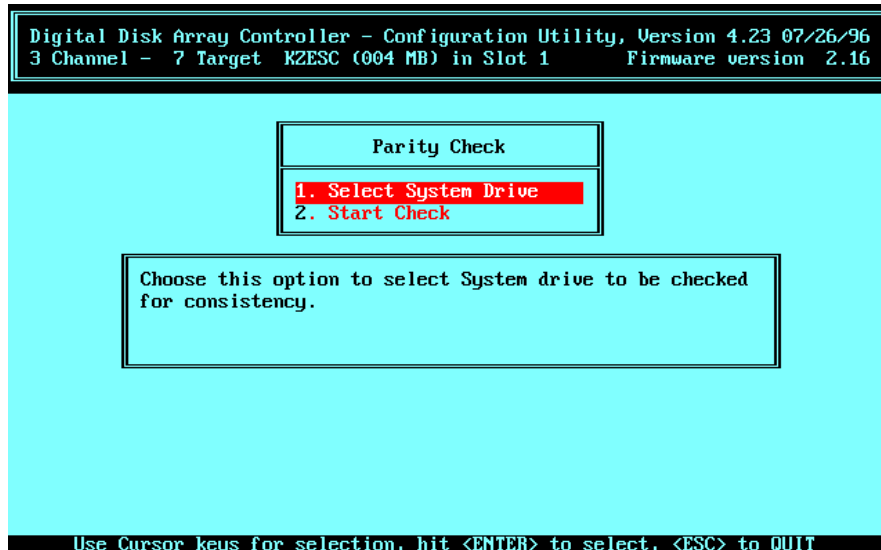 Digital Disk Array Controller - Configuration Utility, Version 4.23 07/26/96
3 Channel - 7 Target KZESC (004 MB) in Slot 1 Firmware version 2.16
Parity Check
1. Select System Drive
2. Start Check
Choose this option to select System drive to be checked
for consistency.
Use Cursor keys for selection, hit <ENTER> to select, <ESC> to QUIT